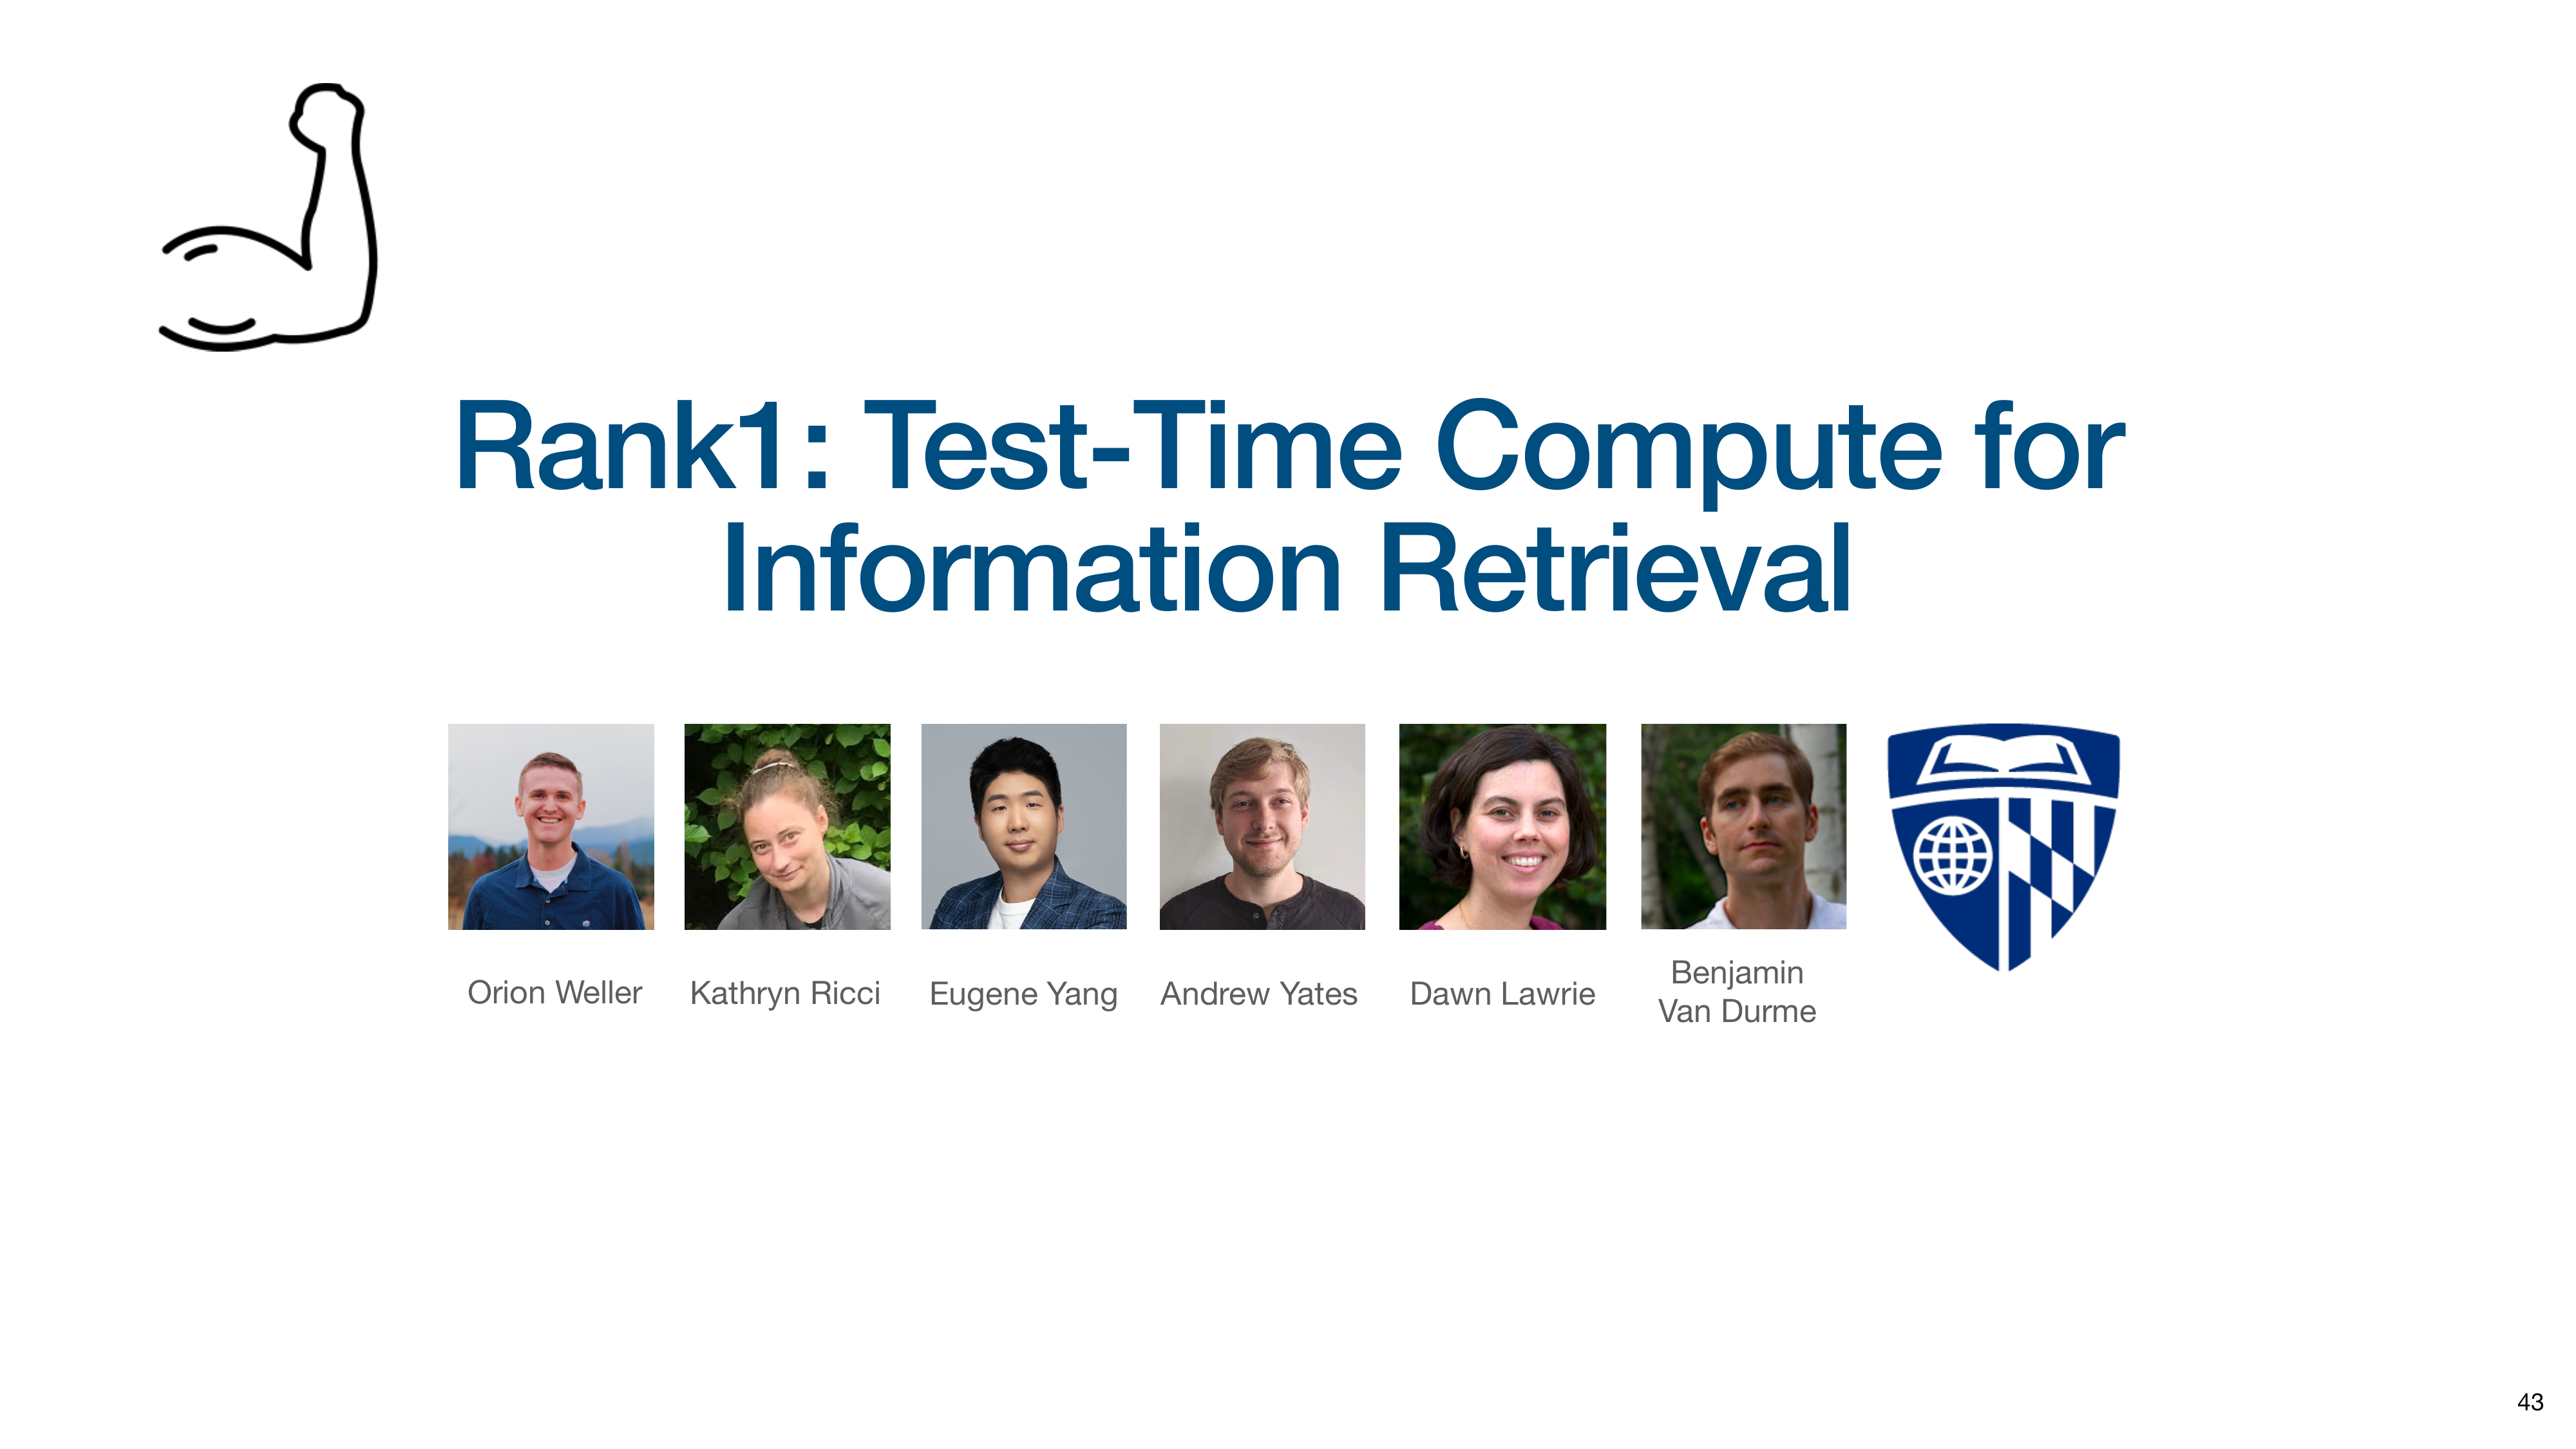 Rank1: Test-Time Compute for
Information Retrieval
Orion Weller
Kathryn Ricci
Eugene Yang
Andrew Yates
Dawn Lawrie
Benjamin
Van Durme
43